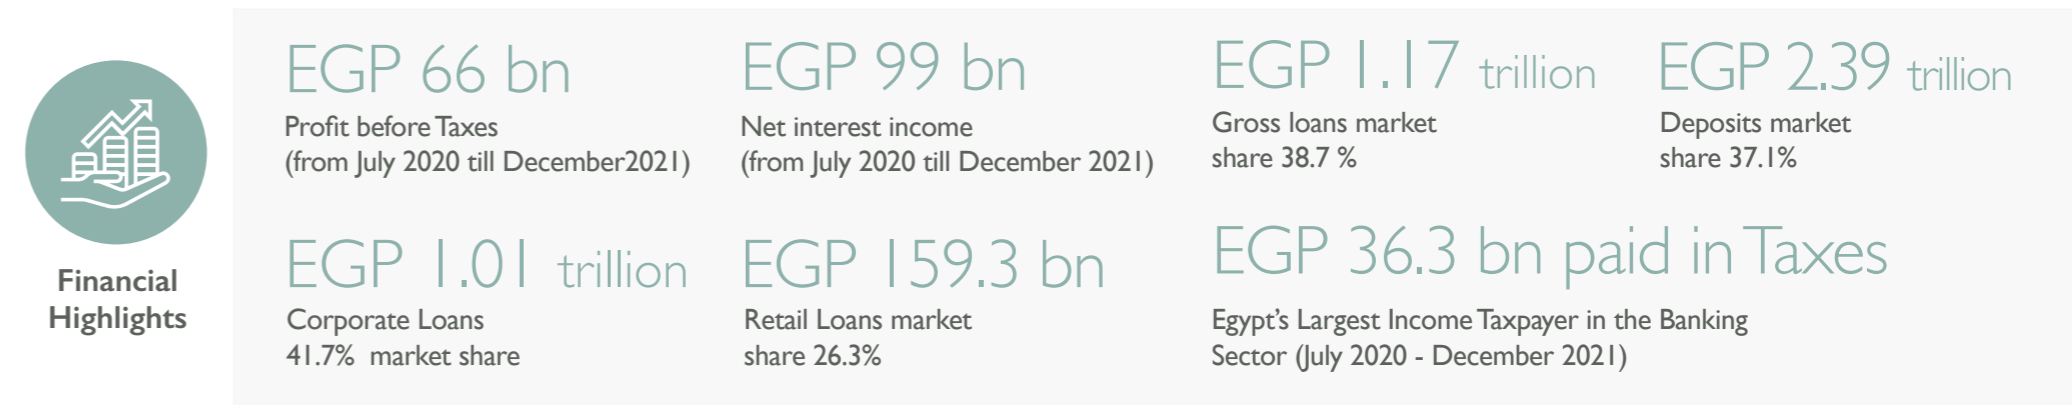 Financial
Highlights
EGP 66 bn
Profit before Taxes
(from July 2020 till December2021)
EGP 99 bn
Net interest income
(from July 2020 till December 2021)
EGP 1.17 trillion
Gross loans market
share 38.7 %
EGP 2.39 trillion
Deposits market
share 37.1%
EGP 1.01 trillion
Corporate Loans
41.7% market share
EGP 159.3 bn
Retail Loans market
share 26.3%
EGP 36.3 bn paid in Taxes
Egypt's Largest Income Taxpayer in the Banking
Sector (July 2020 - December 2021)